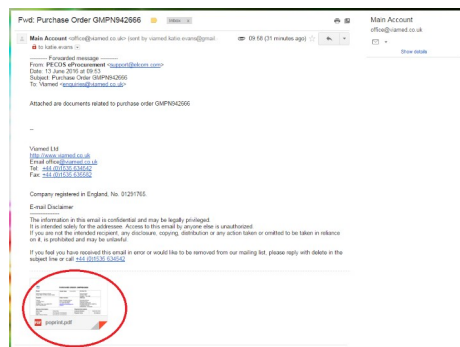 Fwd: Purchase Order GMPN942666
Inbox x
Main Account <office@viamed.co.uk> (sent by viamed.katie.evans@gmail.
09:58 (31 minutes ago)
to katie.evans
---------- Forwarded message ----------
From: PECOS eProcurement <support@elcom.com>
Date: 13 June 2016 at 09:53
Subject: Purchase Order GMPN942666
To: Viamed <enquiries@viamed.co.uk>
Attached are documents related to purchase order GMPN942666
--
Viamed Ltd
http://www.viamed.co.uk
Email office@viamed.co.uk
Tel: +44 (0)1535 634542
Fax: +44 (0)1535 635582
Company registered in England, No. 01291765.
E-mail Disclaimer
The information in this email is confidential and may be legally privileged.
It is intended solely for the addressee. Access to this email by anyone else is unauthorized.
If you are not the intended recipient, any disclosure, copying, distribution or any action taken or omitted to be taken in reliance
on it, is prohibited and may be unlawful.
If you feel you have received this email in error or would like to be removed from our mailing list, please reply with delete in the
subject line or call +44 (0)1535 634542
poprint.pdf
Main Account
office@viamed.co.uk
Show details